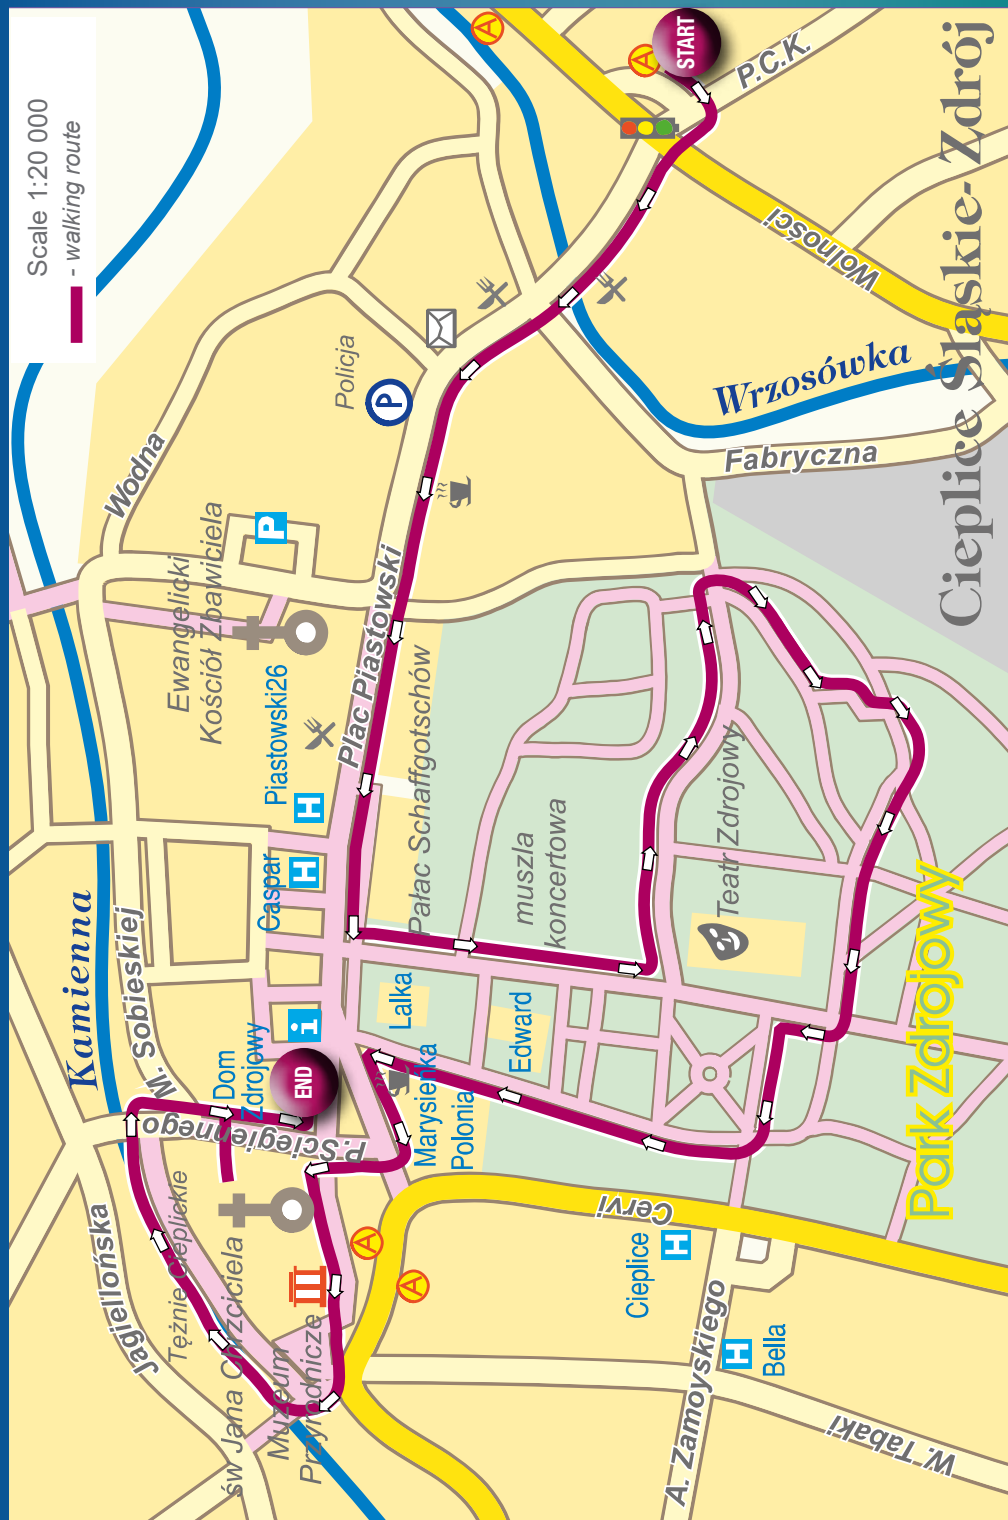 Scale 1:20 000
- walking route
Cieplice Śląskie- Zdrój
START
A
A
P.C.K.
Wolności
Wrzosówka
Fabryczna
Policja
P
Wodna
P
Ewangelicki
Kościół Zbawiciela
Plac Piastowski
Piastowski26
H
Caspar
H
Pałac Schaffgotschów
muszla
koncertowa
Teatr Zdrojowy
Park Zdrojowy
Kamienna
M. Sobieskiej
Dom
Zdrojowy
i
END
P.Ściegiennego
Lalka
Edward
Marysieńka
Polonia
Jagiellońska
Tężnie Cieplickie
św Jana Chrzciciela
Muzeum
Przyrodnicze
A
A
Cervi
Cieplice
H
H
Bella
A. Zamoyskiego
W. Tabaki